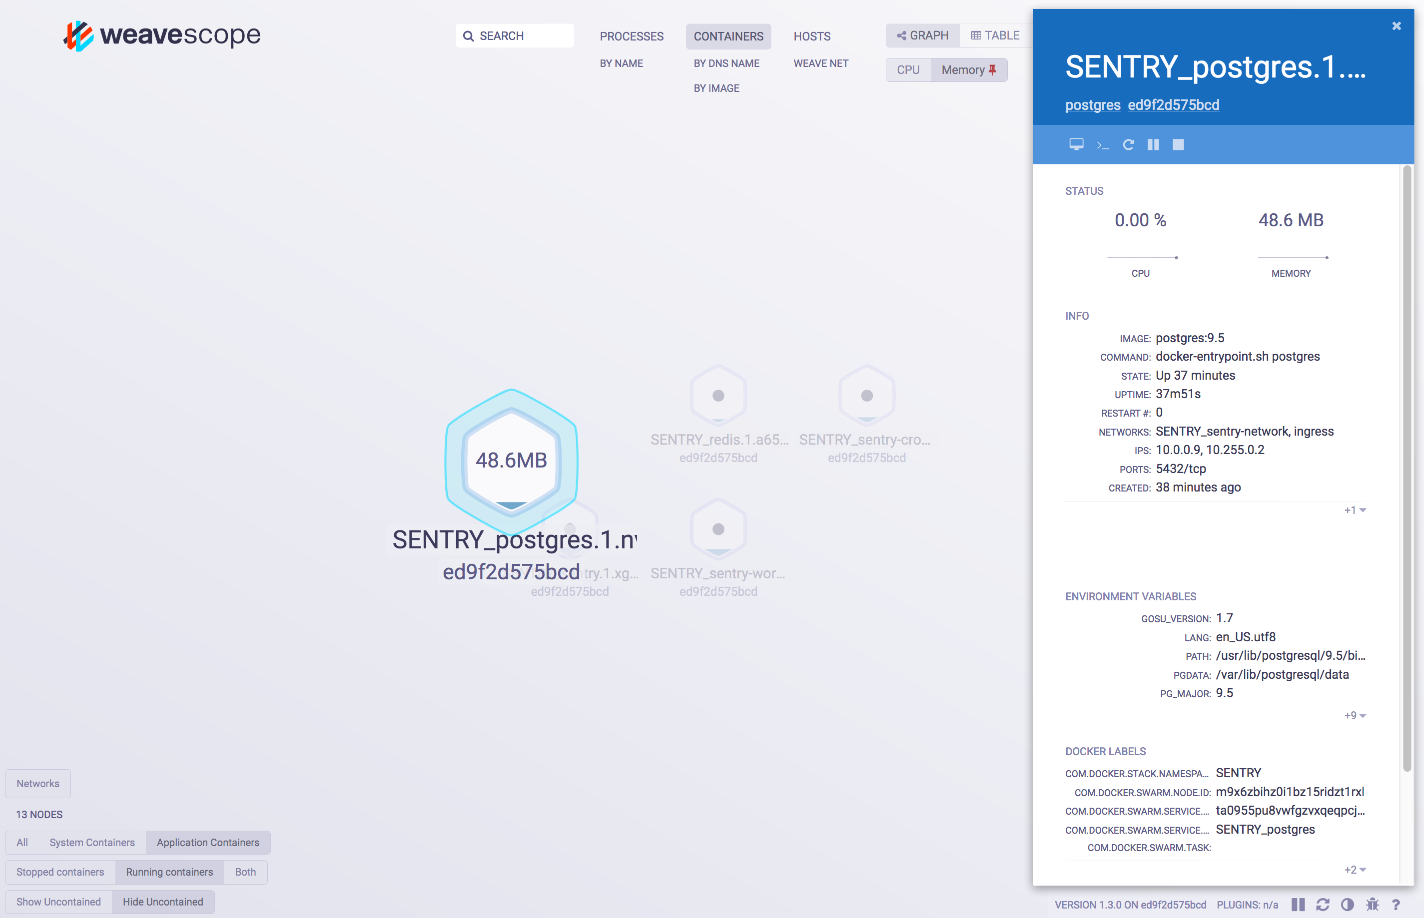 weavescope
SEARCH
PROCESSES
CONTAINERS
HOSTS
GRAPH
TABLE
BY NAME
BY DNS NAME
WEAVE NET
CPU
Memory
BY IMAGE
48.6MB
SENTRY_postgres.1.nv
ed9f2d575bcd
SENTRY_redis.1.a65...
ed9f2d575bcd
SENTRY_sentry-cro...
ed9f2d575bcd
ntry.1.xg...
ed9f2d575bcd
SENTRY_sentry-wor...
ed9f2d575bcd
Networks
13 NODES
All
System Containers
Application Containers
Stopped containers
Running containers
Both
Show Uncontained
Hide Uncontained
SENTRY_postgres.1....
postgres ed9f2d575bcd
STATUS
0.00 %
48.6 MB
CPU
MEMORY
INFO
IMAGE: postgres:9.5
COMMAND: docker-entrypoint.sh postgres
STATE: Up 37 minutes
UPTIME: 37m51s
RESTART #: 0
NETWORKS: SENTRY_sentry-network, ingress
IPS: 10.0.0.9, 10.255.0.2
PORTS: 5432/tcp
CREATED: 38 minutes ago
+1
ENVIRONMENT VARIABLES
GOSU_VERSION: 1.7
LANG: en_US.utf8
PATH: /usr/lib/postgresql/9.5/bi...
PGDATA: /var/lib/postgresql/data
PG_MAJOR: 9.5
+9
DOCKER LABELS
COM.DOCKER.STACK.NAMESPA... SENTRY
COM.DOCKER.SWARM.NODE.ID: m9x6zbihz0i1bz15ridzt1rxl
COM.DOCKER.SWARM.SERVICE.... ta0955pu8vwfgzvxqeqpcj...
COM.DOCKER.SWARM.SERVICE.... SENTRY_postgres
COM.DOCKER.SWARM.TASK:
+2
VERSION 1.3.0 ON ed9f2d575bcd PLUGINS: n/a ?